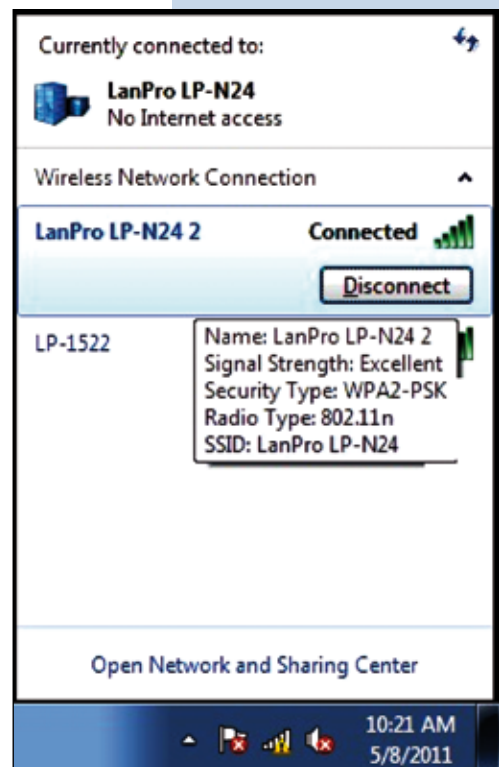 Currently connected to:
LanPro LP-N24
No Internet access
Wireless Network Connection
LanPro LP-N24 2 Connected
Disconnect
LP-1522
Name: LanPro LP-N24 2
Signal Strength: Excellent
Security Type: WPA2-PSK
Radio Type: 802.11n
SSID: LanPro LP-N24
Open Network and Sharing Center
10:21 AM
5/8/2011